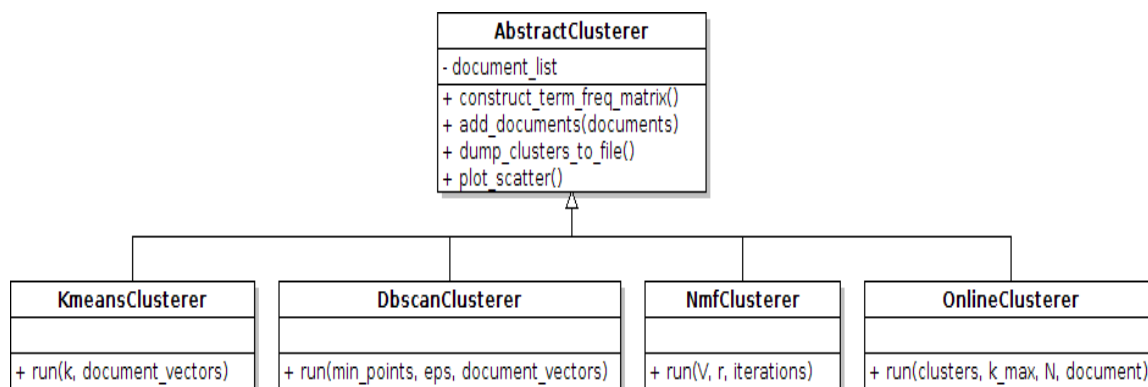 AbstractClusterer
- document_list
+ construct_term_freq_matrix()
+ add_documents(documents)
+ dump_clusters_to_file()
+ plot_scatter()
KmeansClusterer
+ run(k, document_vectors)
DbscanClusterer
+ run(min_points, eps, document_vectors)
NmfClusterer
+ run(V, r, iterations)
OnlineClusterer
+ run(clusters, k_max, N, document)